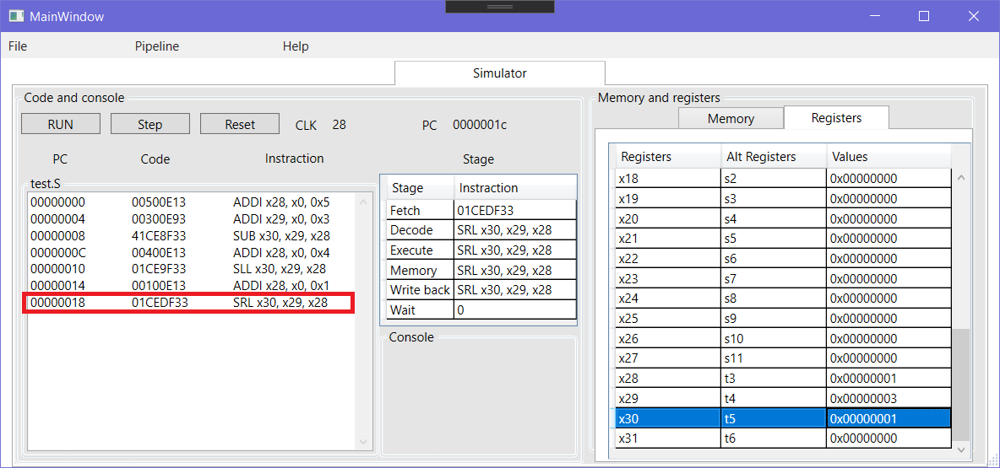 MainWindow
File Pipeline Help
Simulator
Code and console
RUN Step Reset CLK 28 PC 0000001c
PC Code Instraction Stage
test.S
00000000 00500E13 ADDI x28, x0, 0x5
00000004 00300E93 ADDI x29, x0, 0x3
00000008 41CE8F33 SUB x30, x29, x28
0000000C 00400E13 ADDI x28, x0, 0x4
00000010 01CE9F33 SLL x30, x29, x28
00000014 00100E13 ADDI x28, x0, 0x1
00000018 01CEDF33 SRL x30, x29, x28
Stage Instraction
Fetch 01CEDF33
Decode SRL x30, x29, x28
Execute SRL x30, x29, x28
Memory SRL x30, x29, x28
Write back SRL x30, x29, x28
Wait 0
Console
Memory and registers
Memory Registers
Registers Alt Registers Values
x18 s2 0x00000000
x19 s3 0x00000000
x20 s4 0x00000000
x21 s5 0x00000000
x22 s6 0x00000000
x23 s7 0x00000000
x24 s8 0x00000000
x25 s9 0x00000000
x26 s10 0x00000000
x27 s11 0x00000000
x28 t3 0x00000001
x29 t4 0x00000003
x30 t5 0x00000001
x31 t6 0x00000000